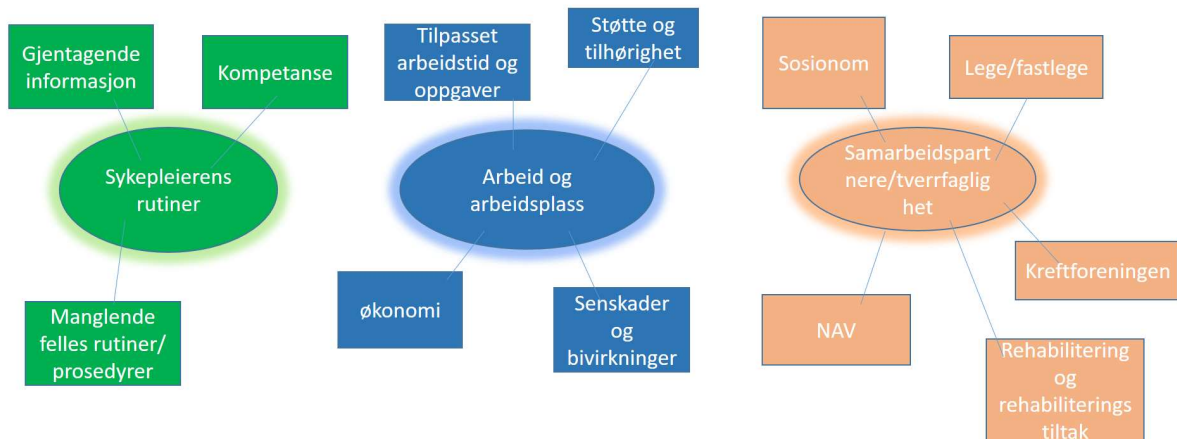 Gjentagende
informasjon
Kompetanse
Sykepleierens
rutiner
Manglende
felles rutiner/
prosedyrer
Tilpasset
arbeidstid og
oppgaver
Støtte og
tilhørighet
Arbeid og
arbeidsplass
økonomi
Senskader
og
bivirkninger
Sosionom
Lege/fastlege
Samarbeidspart
nere/tverrfaglig
het
Kreftforeningen
NAV
Rehabilitering
og
rehabiliterings
tiltak